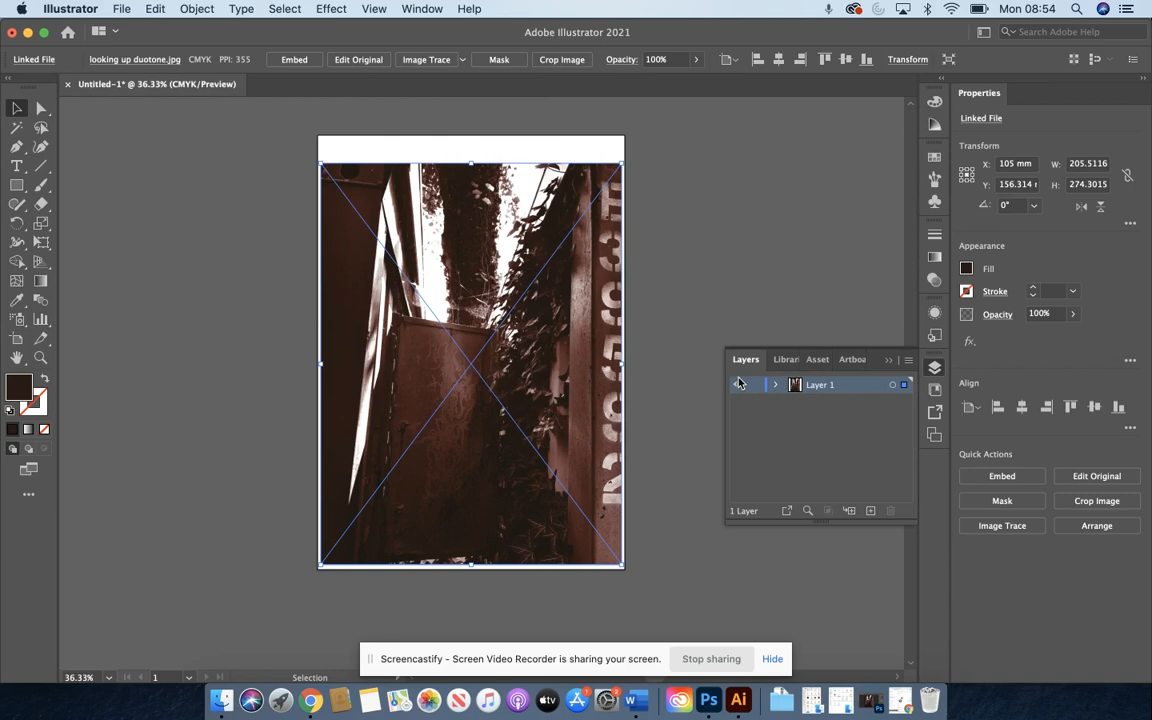 Illustrator File Edit Object Type Select Effect View Window Help Mon 08:54
Adobe Illustrator 2021 Search Adobe Help
Linked File looking up duotone.jpg CMYK PPI: 355 Embed Edit Original Image Trace Mask Crop Image Opacity: 100% Transform
× Untitled-1* @ 36.33% (CMYK/Preview)
Properties
Linked File
Transform
X: 105 mm W: 205.5116
Y: 156.314 H: 274.3015
0°
Appearance
Fill
Stroke
Opacity 100%
fx.
Align
Quick Actions
Embed Edit Original
Mask Crop Image
Image Trace Arrange
Layers Librari Asset Artboa
Layer 1
1 Layer
Screencastify - Screen Video Recorder is sharing your screen. Stop sharing Hide
36.33% 1 Selection